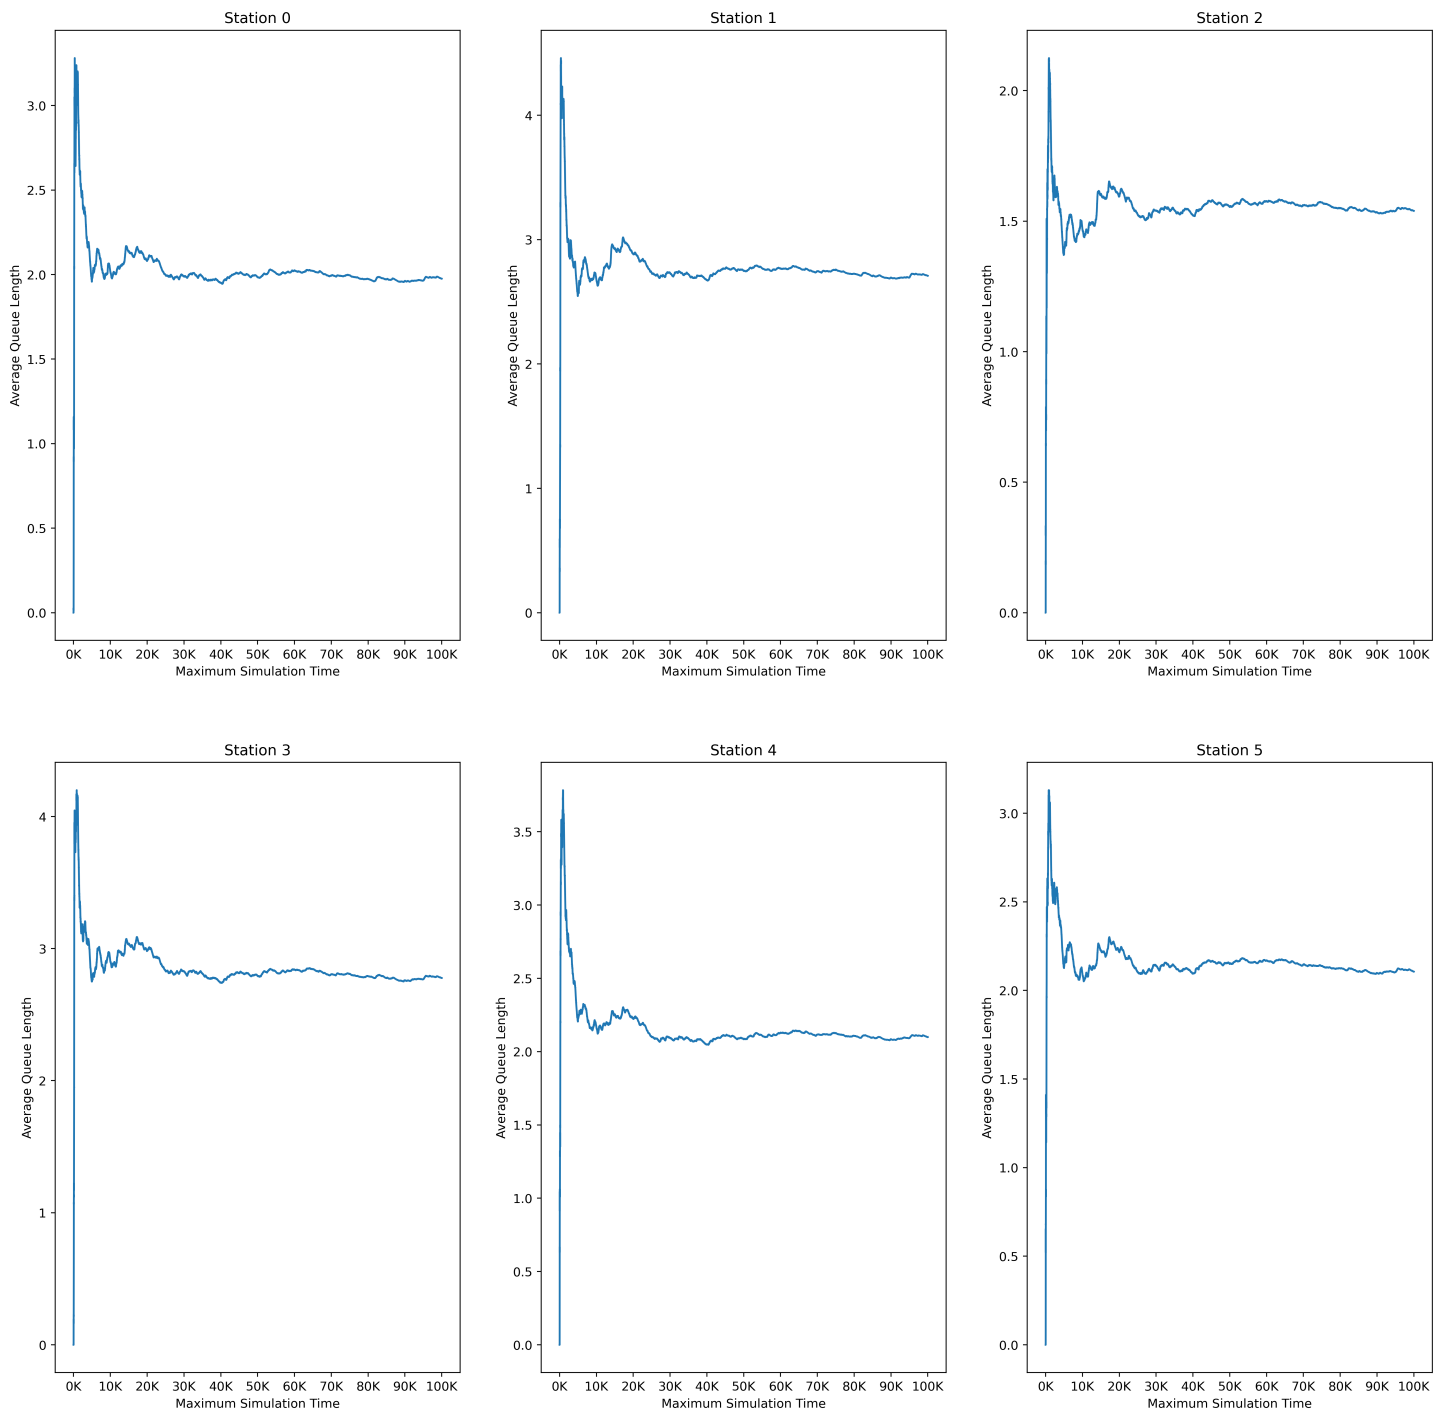 Station 0
Average Queue Length
3.0
2.5
2.0
1.5
1.0
0.5
0.0
0K 10K 20K 30K 40K 50K 60K 70K 80K 90K 100K
Maximum Simulation Time
Station 1
Average Queue Length
4
3
2
1
0
0K 10K 20K 30K 40K 50K 60K 70K 80K 90K 100K
Maximum Simulation Time
Station 2
Average Queue Length
2.0
1.5
1.0
0.5
0.0
0K 10K 20K 30K 40K 50K 60K 70K 80K 90K 100K
Maximum Simulation Time
Station 3
Average Queue Length
4
3
2
1
0
0K 10K 20K 30K 40K 50K 60K 70K 80K 90K 100K
Maximum Simulation Time
Station 4
Average Queue Length
3.5
3.0
2.5
2.0
1.5
1.0
0.5
0.0
0K 10K 20K 30K 40K 50K 60K 70K 80K 90K 100K
Maximum Simulation Time
Station 5
Average Queue Length
3.0
2.5
2.0
1.5
1.0
0.5
0.0
0K 10K 20K 30K 40K 50K 60K 70K 80K 90K 100K
Maximum Simulation Time